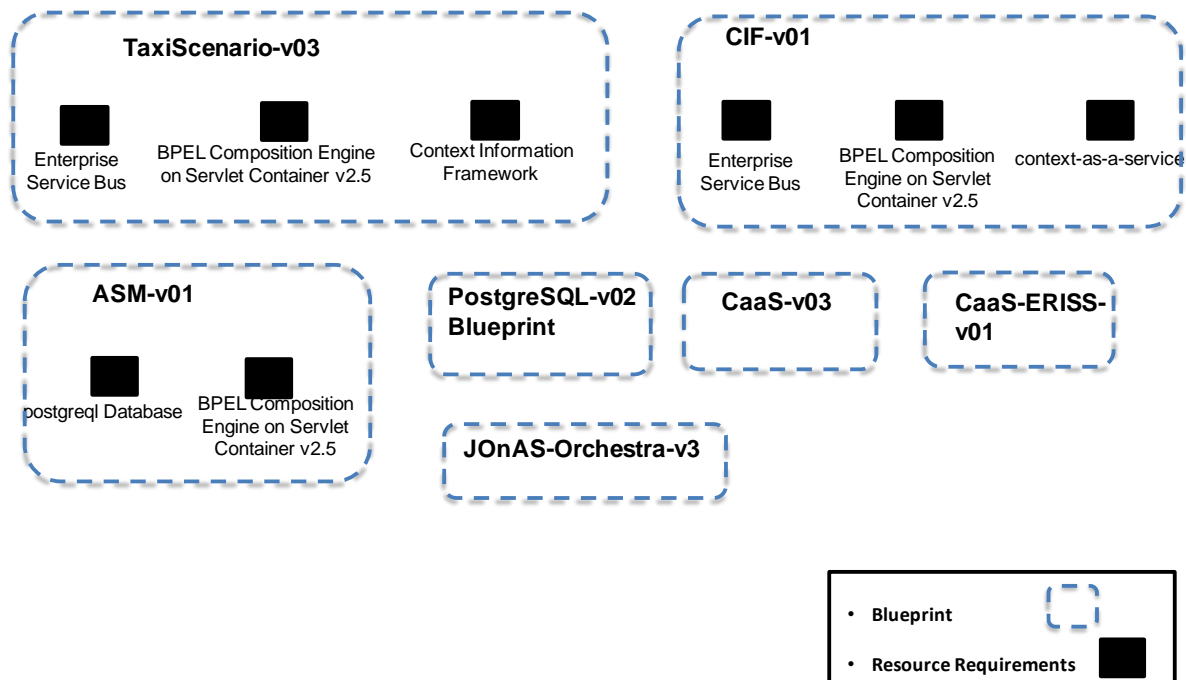 TaxiScenario-v03
Enterprise
Service Bus
BPEL Composition Engine
on Servlet Container v2.5
Context Information
Framework
CIF-v01
Enterprise
Service Bus
BPEL Composition
Engine on Servlet
Container v2.5
context-as-a-service
ASM-v01
postgreql Database
BPEL Composition
Engine on Servlet
Container v2.5
PostgreSQL-v02
Blueprint
CaaS-v03
CaaS-ERISS-
v01
JOnAS-Orchestra-v3
• Blueprint
• Resource Requirements